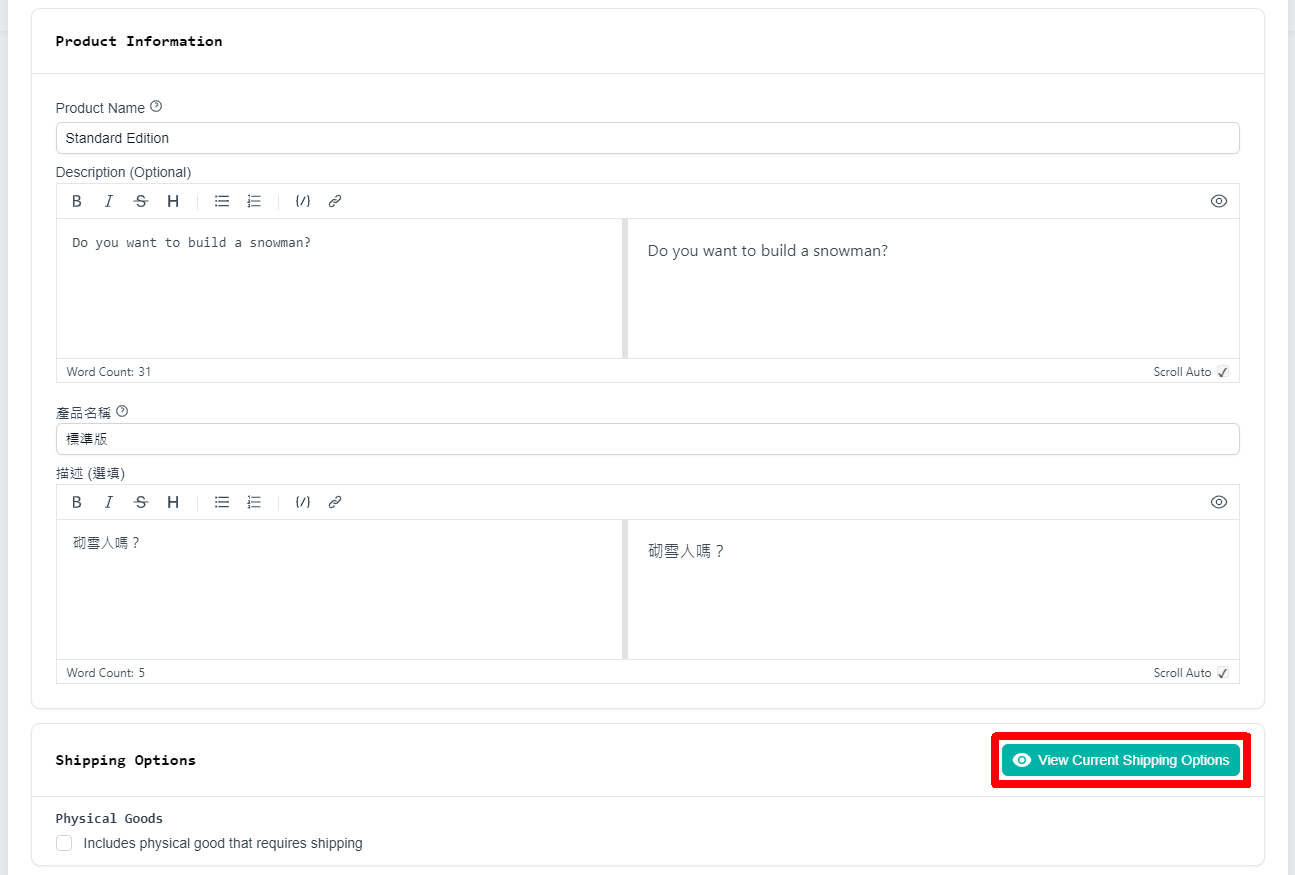 Product Information
Product Name
Standard Edition
Description (Optional)
B I S H
Do you want to build a snowman?
Do you want to build a snowman?
Word Count: 31
Scroll Auto
產品名稱
標準版
描述 (選填)
B I S H
砌雪人嗎？
砌雪人嗎？
Word Count: 5
Scroll Auto
Shipping Options
View Current Shipping Options
Physical Goods
Includes physical good that requires shipping